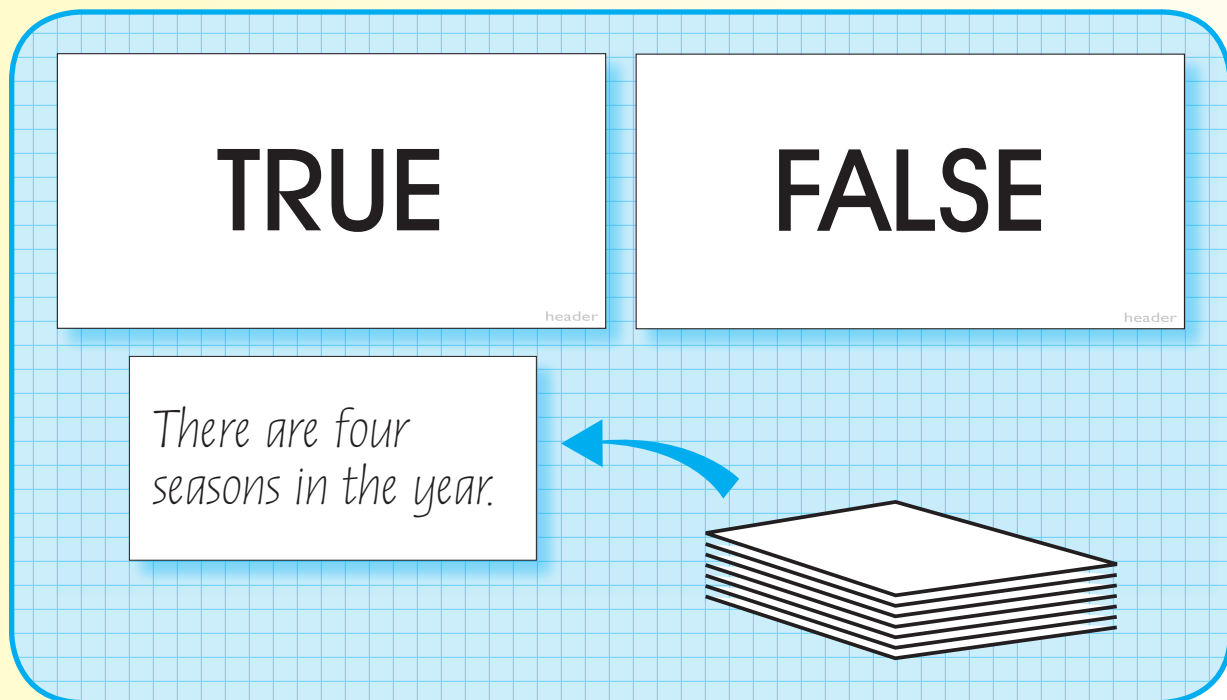 TRUE
header
FALSE
header
There are four
seasons in the year.